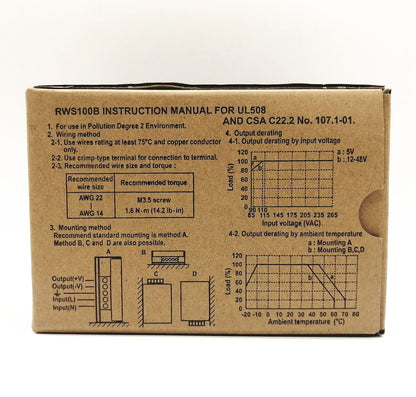 RWS100B INSTRUCTION MANUAL FOR UL508
AND CSA C22.2 No. 107.1-01.
1. For use in Pollution Degree 2 Environment.
2. Wiring method
2-1. Use wires rating at least 75°C and copper conductor
only.
2-2. Use crimp-type terminal for connection to terminal.
2-3. Recommended wire size and torque :
Recommended wire size
Recommended torque
AWG 22
AWG 14
M3.5 screw
1.6 N-m (14.2 lb-in)
3. Mounting method
Recommend standard mounting is method A.
Method B, C and D are also possible.
A
B
C
D
Output(+V)
Output(-V)
Input(L)
Input(N)
4. Output derating
4-1. Output derating by input voltage
a : 5V
b : 12-48V
a
b
Load (%)
100
80
60
40
20
0
90 110
85 115 145 175 205 235 265
Input voltage (VAC)
4-2. Output derating by ambient temperature
a : Mounting A
b : Mounting B,C,D
b
a
Load (%)
100
80
60
40
20
0
-20 -10 0 10 20 30 40 50 60 70 80
Ambient temperature (°C)